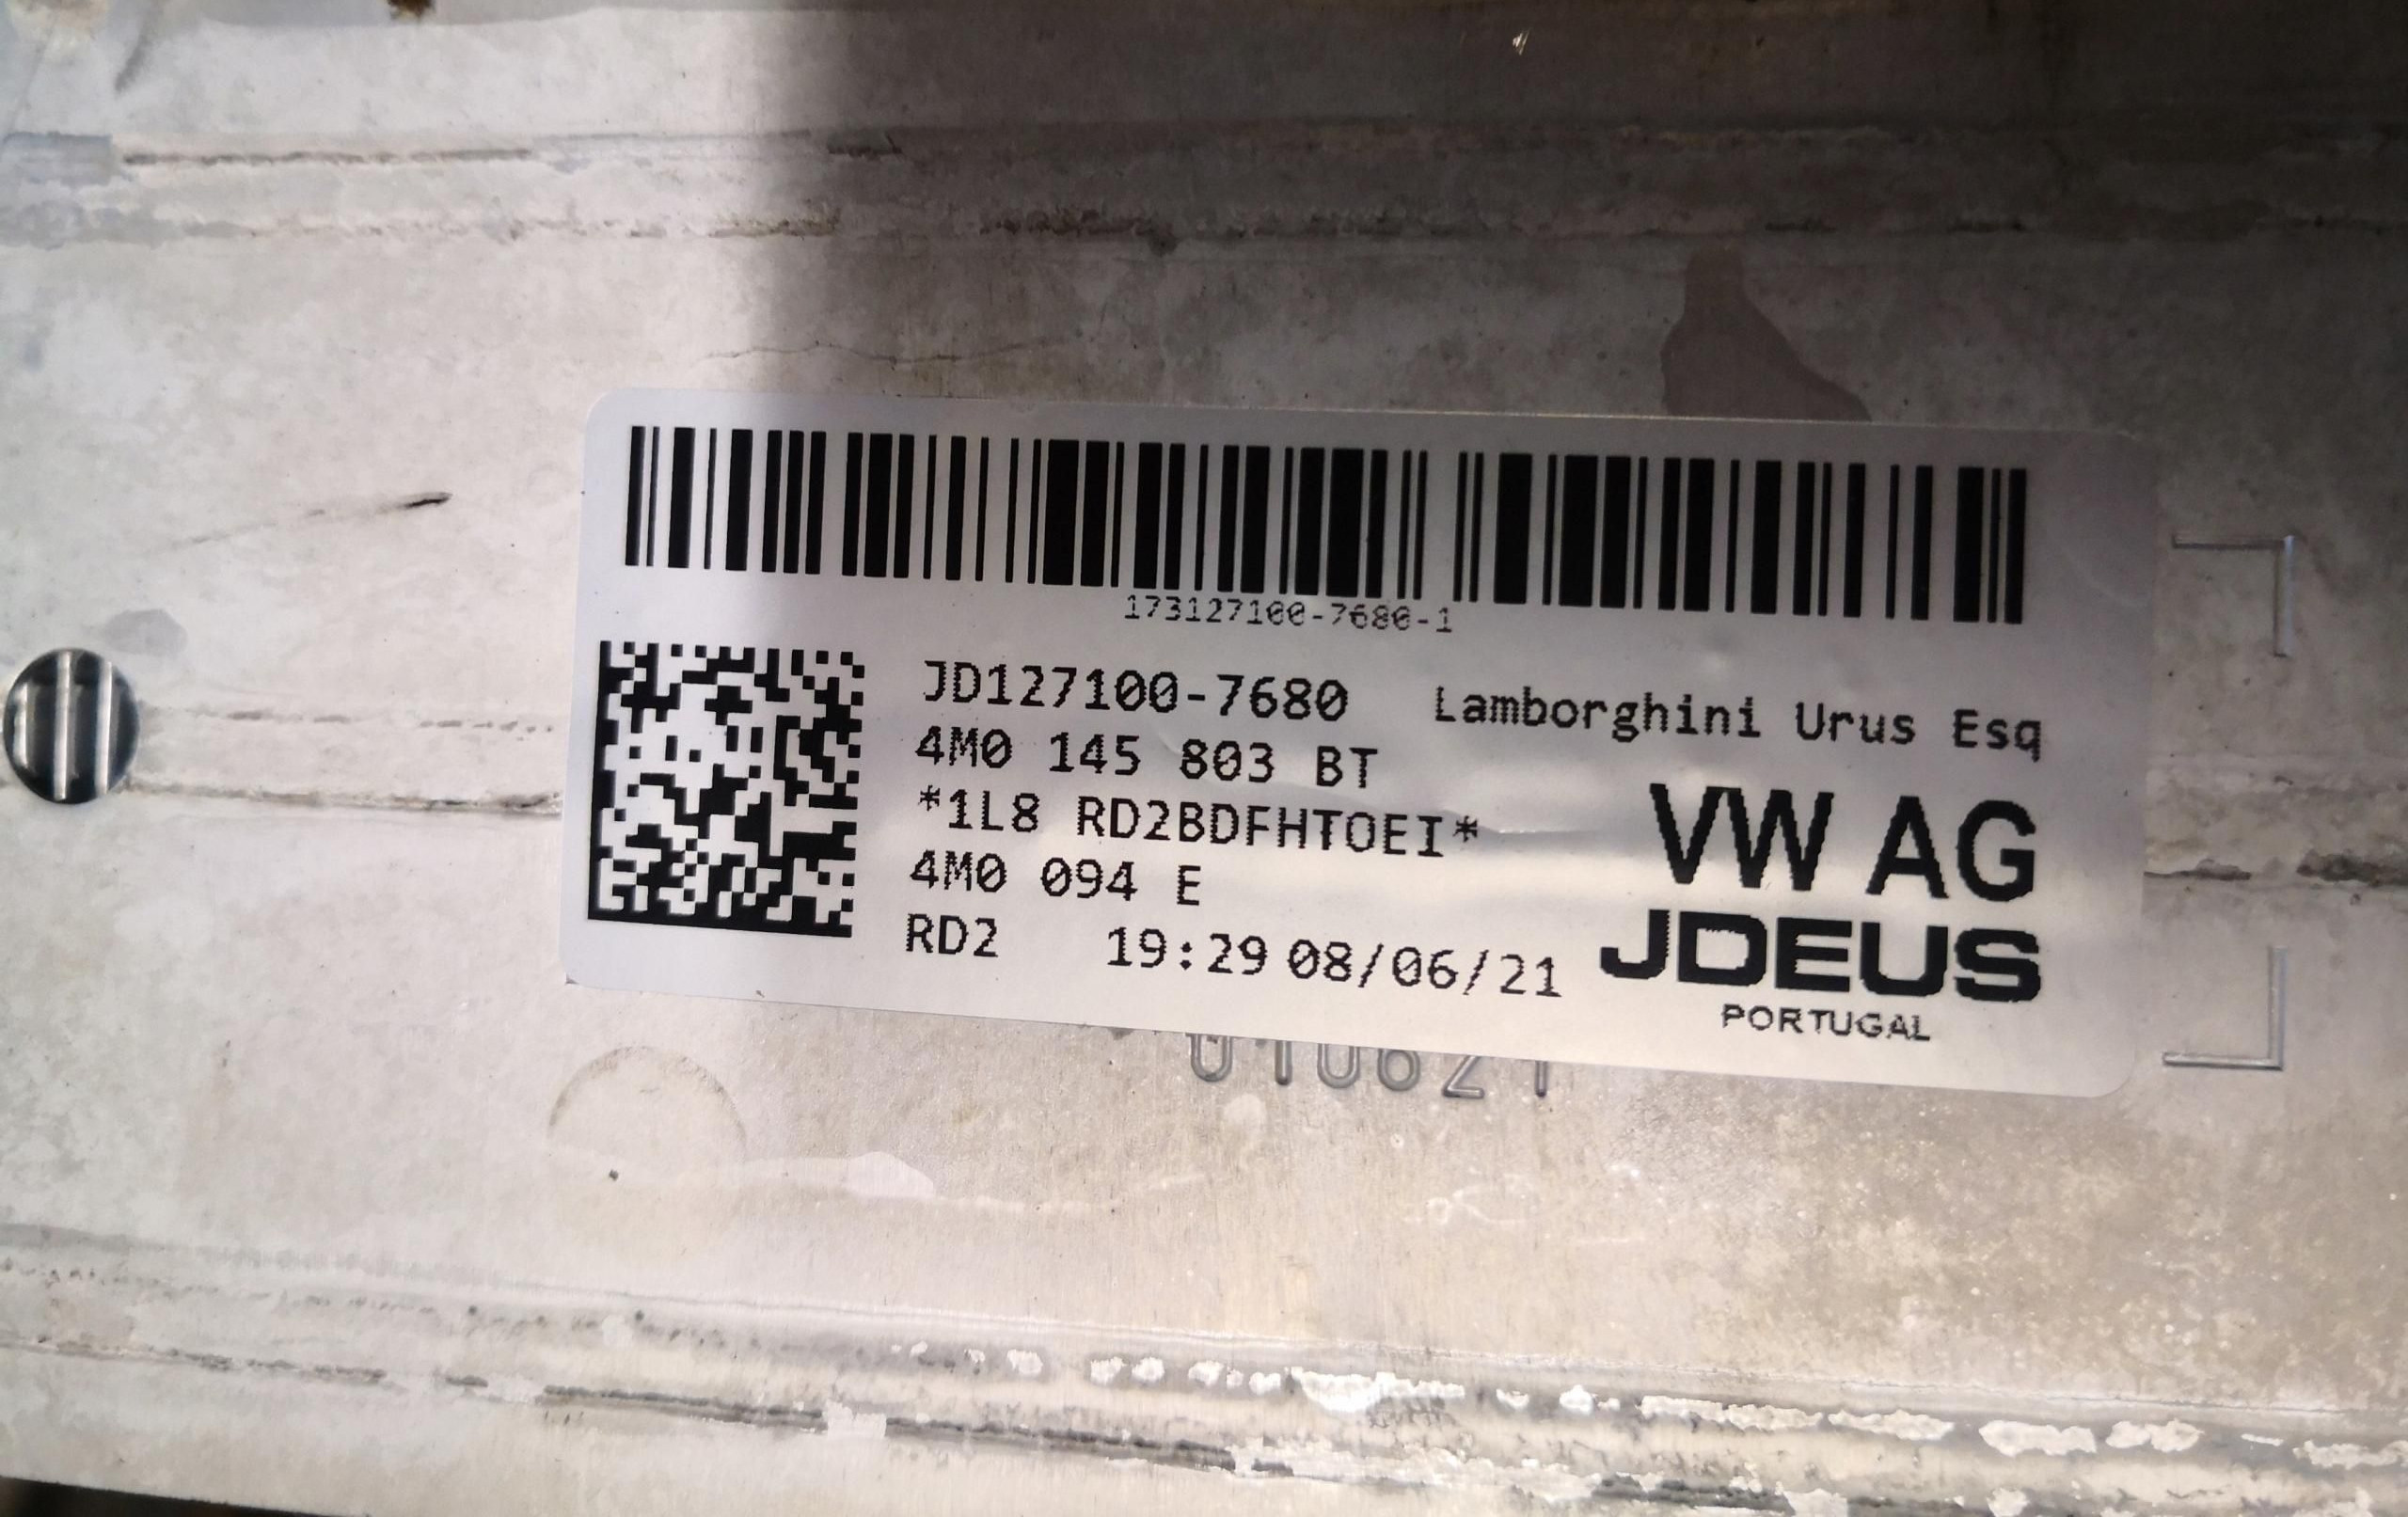 173127100-7680-1
JD127100-7680 Lamborghini Urus Esq
4M0 145 803 BT
*1L8 RD2BDFHTOEI*
4M0 094 E
RD2 19:29 08/06/21
VW AG
JDEUS
PORTUGAL
010621